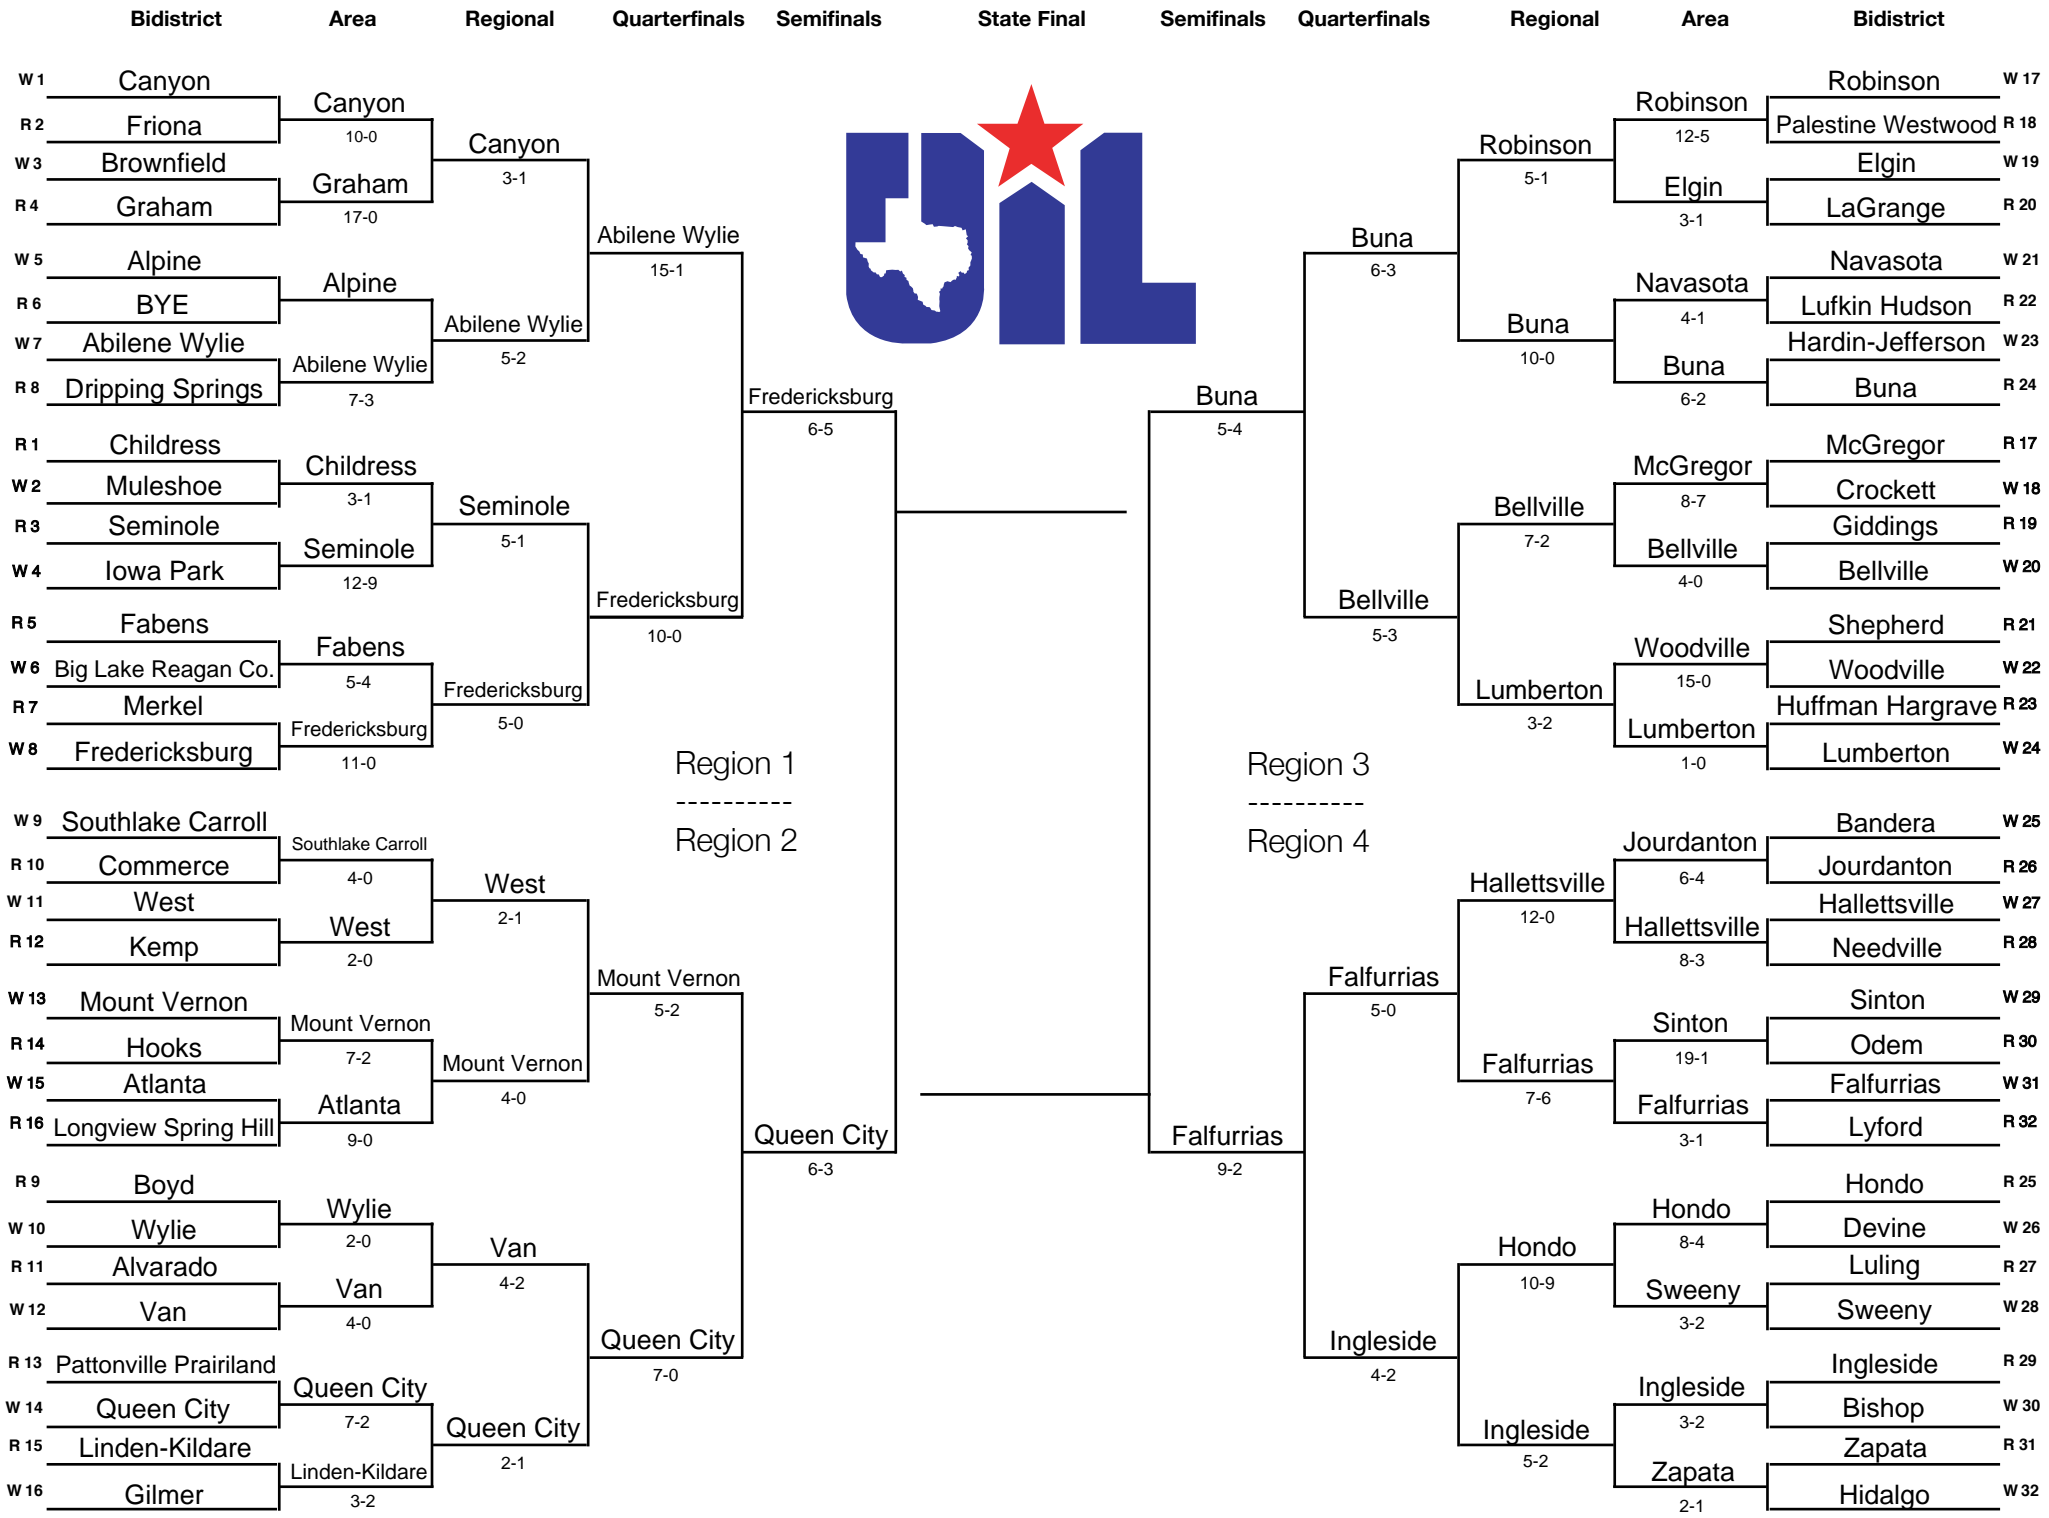 Bidistrict Area Regional Quarterfinals Semifinals State Final Semifinals Quarterfinals Regional Area Bidistrict
W 1 Canyon
R 2 Friona
Canyon
10-0
W 3 Brownfield
R 4 Graham
Graham
17-0
Canyon
3-1
W 5 Alpine
R 6 BYE
Alpine
W 7 Abilene Wylie
R 8 Dripping Springs
Abilene Wylie
7-3
Abilene Wylie
5-2
Abilene Wylie
15-1
R 1 Childress
W 2 Muleshoe
Childress
3-1
R 3 Seminole
W 4 Iowa Park
Seminole
12-9
Seminole
5-1
R 5 Fabens
W 6 Big Lake Reagan Co.
Fabens
5-4
R 7 Merkel
W 8 Fredericksburg
Fredericksburg
11-0
Fredericksburg
5-0
Fredericksburg
10-0
Fredericksburg
6-5
Region 1
----------
Region 2
W 9 Southlake Carroll
R 10 Commerce
Southlake Carroll
4-0
W 11 West
R 12 Kemp
West
2-0
West
2-1
W 13 Mount Vernon
R 14 Hooks
Mount Vernon
7-2
W 15 Atlanta
R 16 Longview Spring Hill
Atlanta
9-0
Mount Vernon
4-0
Mount Vernon
5-2
R 9 Boyd
W 10 Wylie
Wylie
2-0
R 11 Alvarado
W 12 Van
Van
4-0
Van
4-2
R 13 Pattonville Prairiland
W 14 Queen City
Queen City
7-2
R 15 Linden-Kildare
W 16 Gilmer
Linden-Kildare
3-2
Queen City
2-1
Queen City
7-0
Queen City
6-3
UIL
Robinson W 17
Palestine Westwood R 18
Robinson
12-5
Elgin W 19
LaGrange R 20
Elgin
3-1
Robinson
5-1
Navasota W 21
Lufkin Hudson R 22
Navasota
4-1
Hardin-Jefferson W 23
Buna R 24
Buna
6-2
Buna
10-0
Buna
6-3
McGregor R 17
Crockett W 18
McGregor
8-7
Giddings R 19
Bellville W 20
Bellville
4-0
Bellville
7-2
Shepherd R 21
Woodville W 22
Woodville
15-0
Huffman Hargrave R 23
Lumberton W 24
Lumberton
1-0
Lumberton
3-2
Bellville
5-3
Buna
5-4
Region 3
----------
Region 4
Bandera W 25
Jourdanton R 26
Jourdanton
6-4
Hallettsville W 27
Needville R 28
Hallettsville
8-3
Hallettsville
12-0
Sinton W 29
Odem R 30
Sinton
19-1
Falfurrias W 31
Lyford R 32
Falfurrias
3-1
Falfurrias
7-6
Falfurrias
5-0
Hondo R 25
Devine W 26
Hondo
8-4
Luling R 27
Sweeny W 28
Sweeny
3-2
Hondo
10-9
Ingleside R 29
Bishop W 30
Ingleside
3-2
Zapata R 31
Hidalgo W 32
Zapata
2-1
Ingleside
5-2
Ingleside
4-2
Falfurrias
9-2